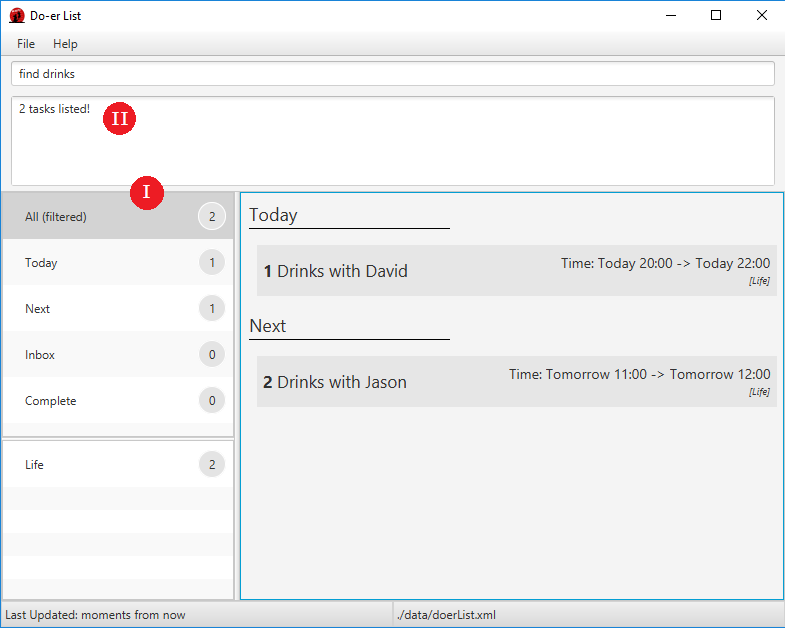 Do-er List
File Help
find drinks
2 tasks listed!
II
I
All (filtered) 2
Today 1
Next 1
Inbox 0
Complete 0
Life 2
Today
1 Drinks with David Time: Today 20:00 -> Today 22:00
[Life]
Next
2 Drinks with Jason Time: Tomorrow 11:00 -> Tomorrow 12:00
[Life]
Last Updated: moments from now ./data/doerList.xml